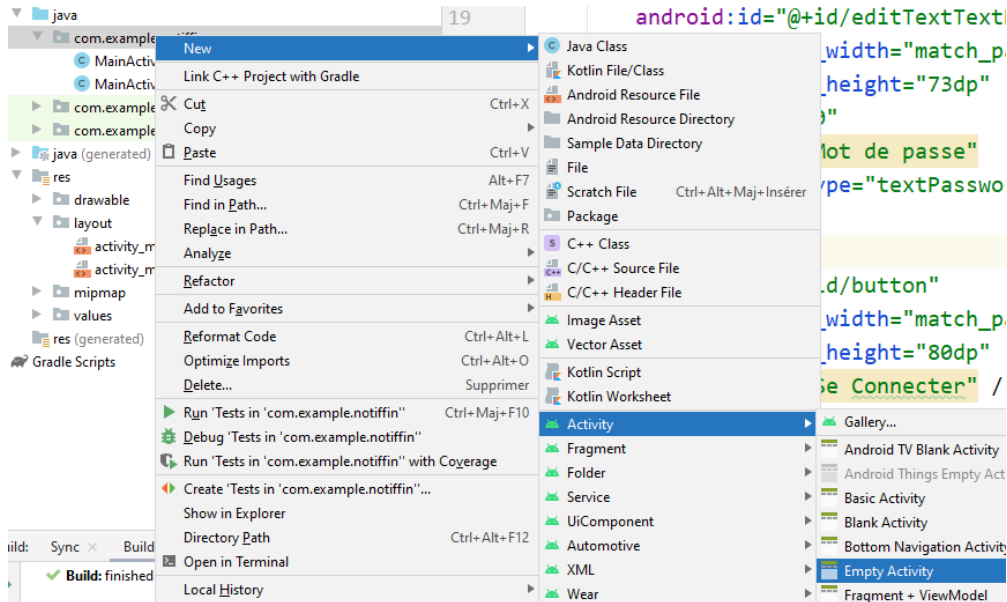 java
com.example.notiffin
MainActiv
MainActiv
com.example
com.example
java (generated)
res
drawable
layout
activity_m
activity_m
mipmap
values
res (generated)
Gradle Scripts
uild: Sync × Build
Build: finished
New
Link C++ Project with Gradle
Cut Ctrl+X
Copy
Paste Ctrl+V
Find Usages Alt+F7
Find in Path... Ctrl+Maj+F
Replace in Path... Ctrl+Maj+R
Analyze
Refactor
Add to Favorites
Reformat Code Ctrl+Alt+L
Optimize Imports Ctrl+Alt+O
Delete... Supprimer
Run 'Tests in 'com.example.notiffin'' Ctrl+Maj+F10
Debug 'Tests in 'com.example.notiffin''
Run 'Tests in 'com.example.notiffin'' with Coverage
Create 'Tests in 'com.example.notiffin''...
Show in Explorer
Directory Path Ctrl+Alt+F12
Open in Terminal
Local History
Java Class
Kotlin File/Class
Android Resource File
Android Resource Directory
Sample Data Directory
File
Scratch File Ctrl+Alt+Maj+Insérer
Package
C++ Class
C/C++ Source File
C/C++ Header File
Image Asset
Vector Asset
Kotlin Script
Kotlin Worksheet
Activity
Fragment
Folder
Service
UiComponent
Automotive
XML
Wear
Gallery...
Android TV Blank Activity
Android Things Empty Act
Basic Activity
Blank Activity
Bottom Navigation Activity
Empty Activity
Fragment + ViewModel
19 android:id="@+id/editTextText
_width="match_pa
_height="73dp"
"
Mot de passe"
ype="textPasswo
d/button"
_width="match_pa
_height="80dp"
Se Connecter" /